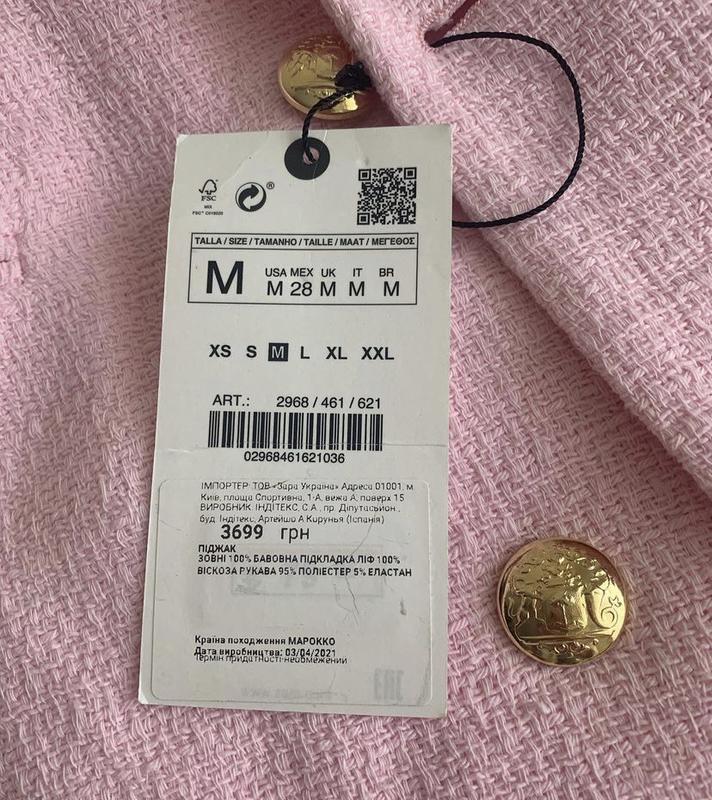 FSC
MIX
FSC® C019020
®
TALLA / SIZE / TAMANHO / TAILLE / MAAT / ΜΕΓΕΘΟΣ
M
USA MEX UK IT BR
M 28 M M M
XS S M L XL XXL
ART.: 2968 / 461 / 621
02968461621036
ІМПОРТЕР: ТОВ «Зара Україна» Адреса 01001, м.
Київ, площа Спортивна, 1-А, вежа А, поверх 15
ВИРОБНИК: ІНДІТЕКС, С.А., пр. Діпутасьйон,
буд. Індітекс, Артейшо А Корунья (Іспанія)
3699 грн
ПІДЖАК
ЗОВНІ 100% БАВОВНА ПІДКЛАДКА ЛІФ 100%
ВІСКОЗА РУКАВА 95% ПОЛІЕСТЕР 5% ЕЛАСТАН
Країна походження МАРОККО
Дата виробництва: 03/04/2021
Термін придатності необмежений